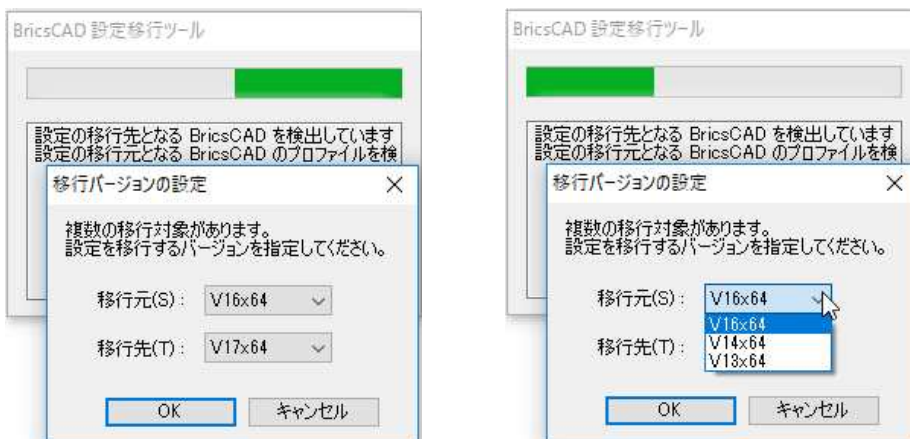 BricsCAD 設定移行ツール
設定の移行先となる BricsCAD を検出しています
設定の移行元となる BricsCAD のプロファイルを検
移行バージョンの設定
複数の移行対象があります。
設定を移行するバージョンを指定してください。
移行元(S)： V16x64
移行先(T)： V17x64
OK キャンセル
BricsCAD 設定移行ツール
設定の移行先となる BricsCAD を検出しています
設定の移行元となる BricsCAD のプロファイルを検
移行バージョンの設定
複数の移行対象があります。
設定を移行するバージョンを指定してください。
移行元(S)： V16x64
V16x64
移行先(T)： V14x64
V13x64
OK キャンセル